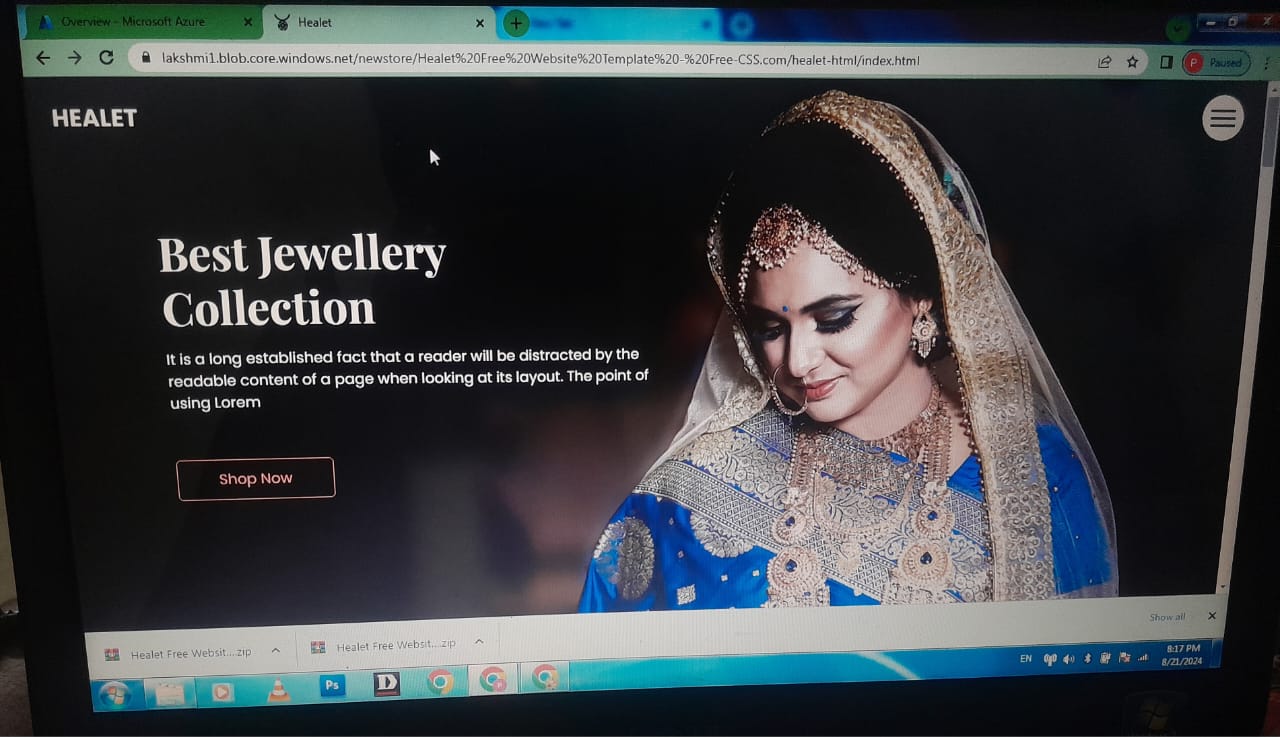 Overview - Microsoft Azure
Healet
lakshmi1.blob.core.windows.net/newstore/Healet%20Free%20Website%20Template%20-%20Free-CSS.com/healet-html/index.html
P Paused
HEALET
Best Jewellery
Collection
It is a long established fact that a reader will be distracted by the
readable content of a page when looking at its layout. The point of
using Lorem
Shop Now
Show all
Healet Free Websit....zip
Healet Free Websit....zip
Ps
D
EN
8:17 PM
8/21/2024